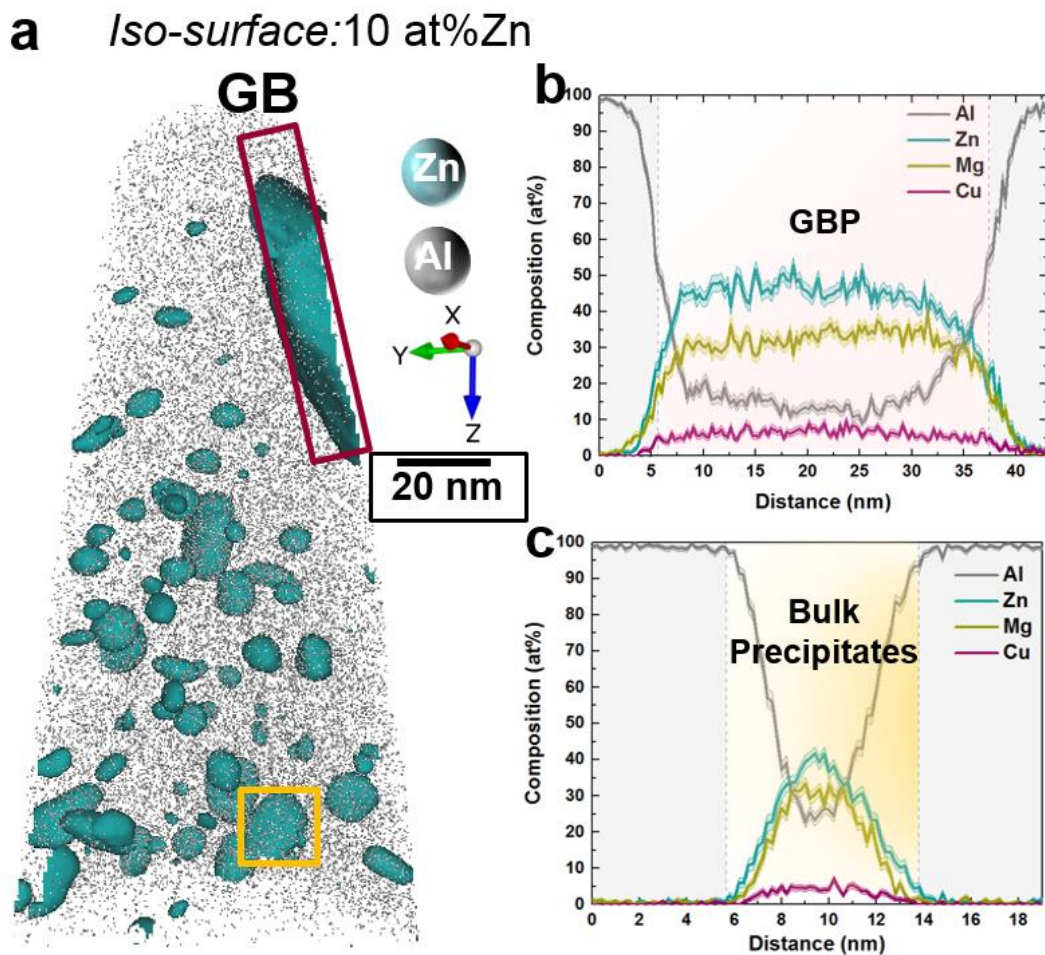 a Iso-surface:10 at%Zn
GB
Zn
Al
X
Y
Z
20 nm
b
100
90
80
70
60
50
40
30
20
10
0
Composition (at%)
Al
Zn
Mg
Cu
GBP
0 5 10 15 20 25 30 35 40
Distance (nm)
c
100
90
80
70
60
50
40
30
20
10
0
Composition (at%)
Al
Zn
Mg
Cu
Bulk
Precipitates
0 2 4 6 8 10 12 14 16 18
Distance (nm)